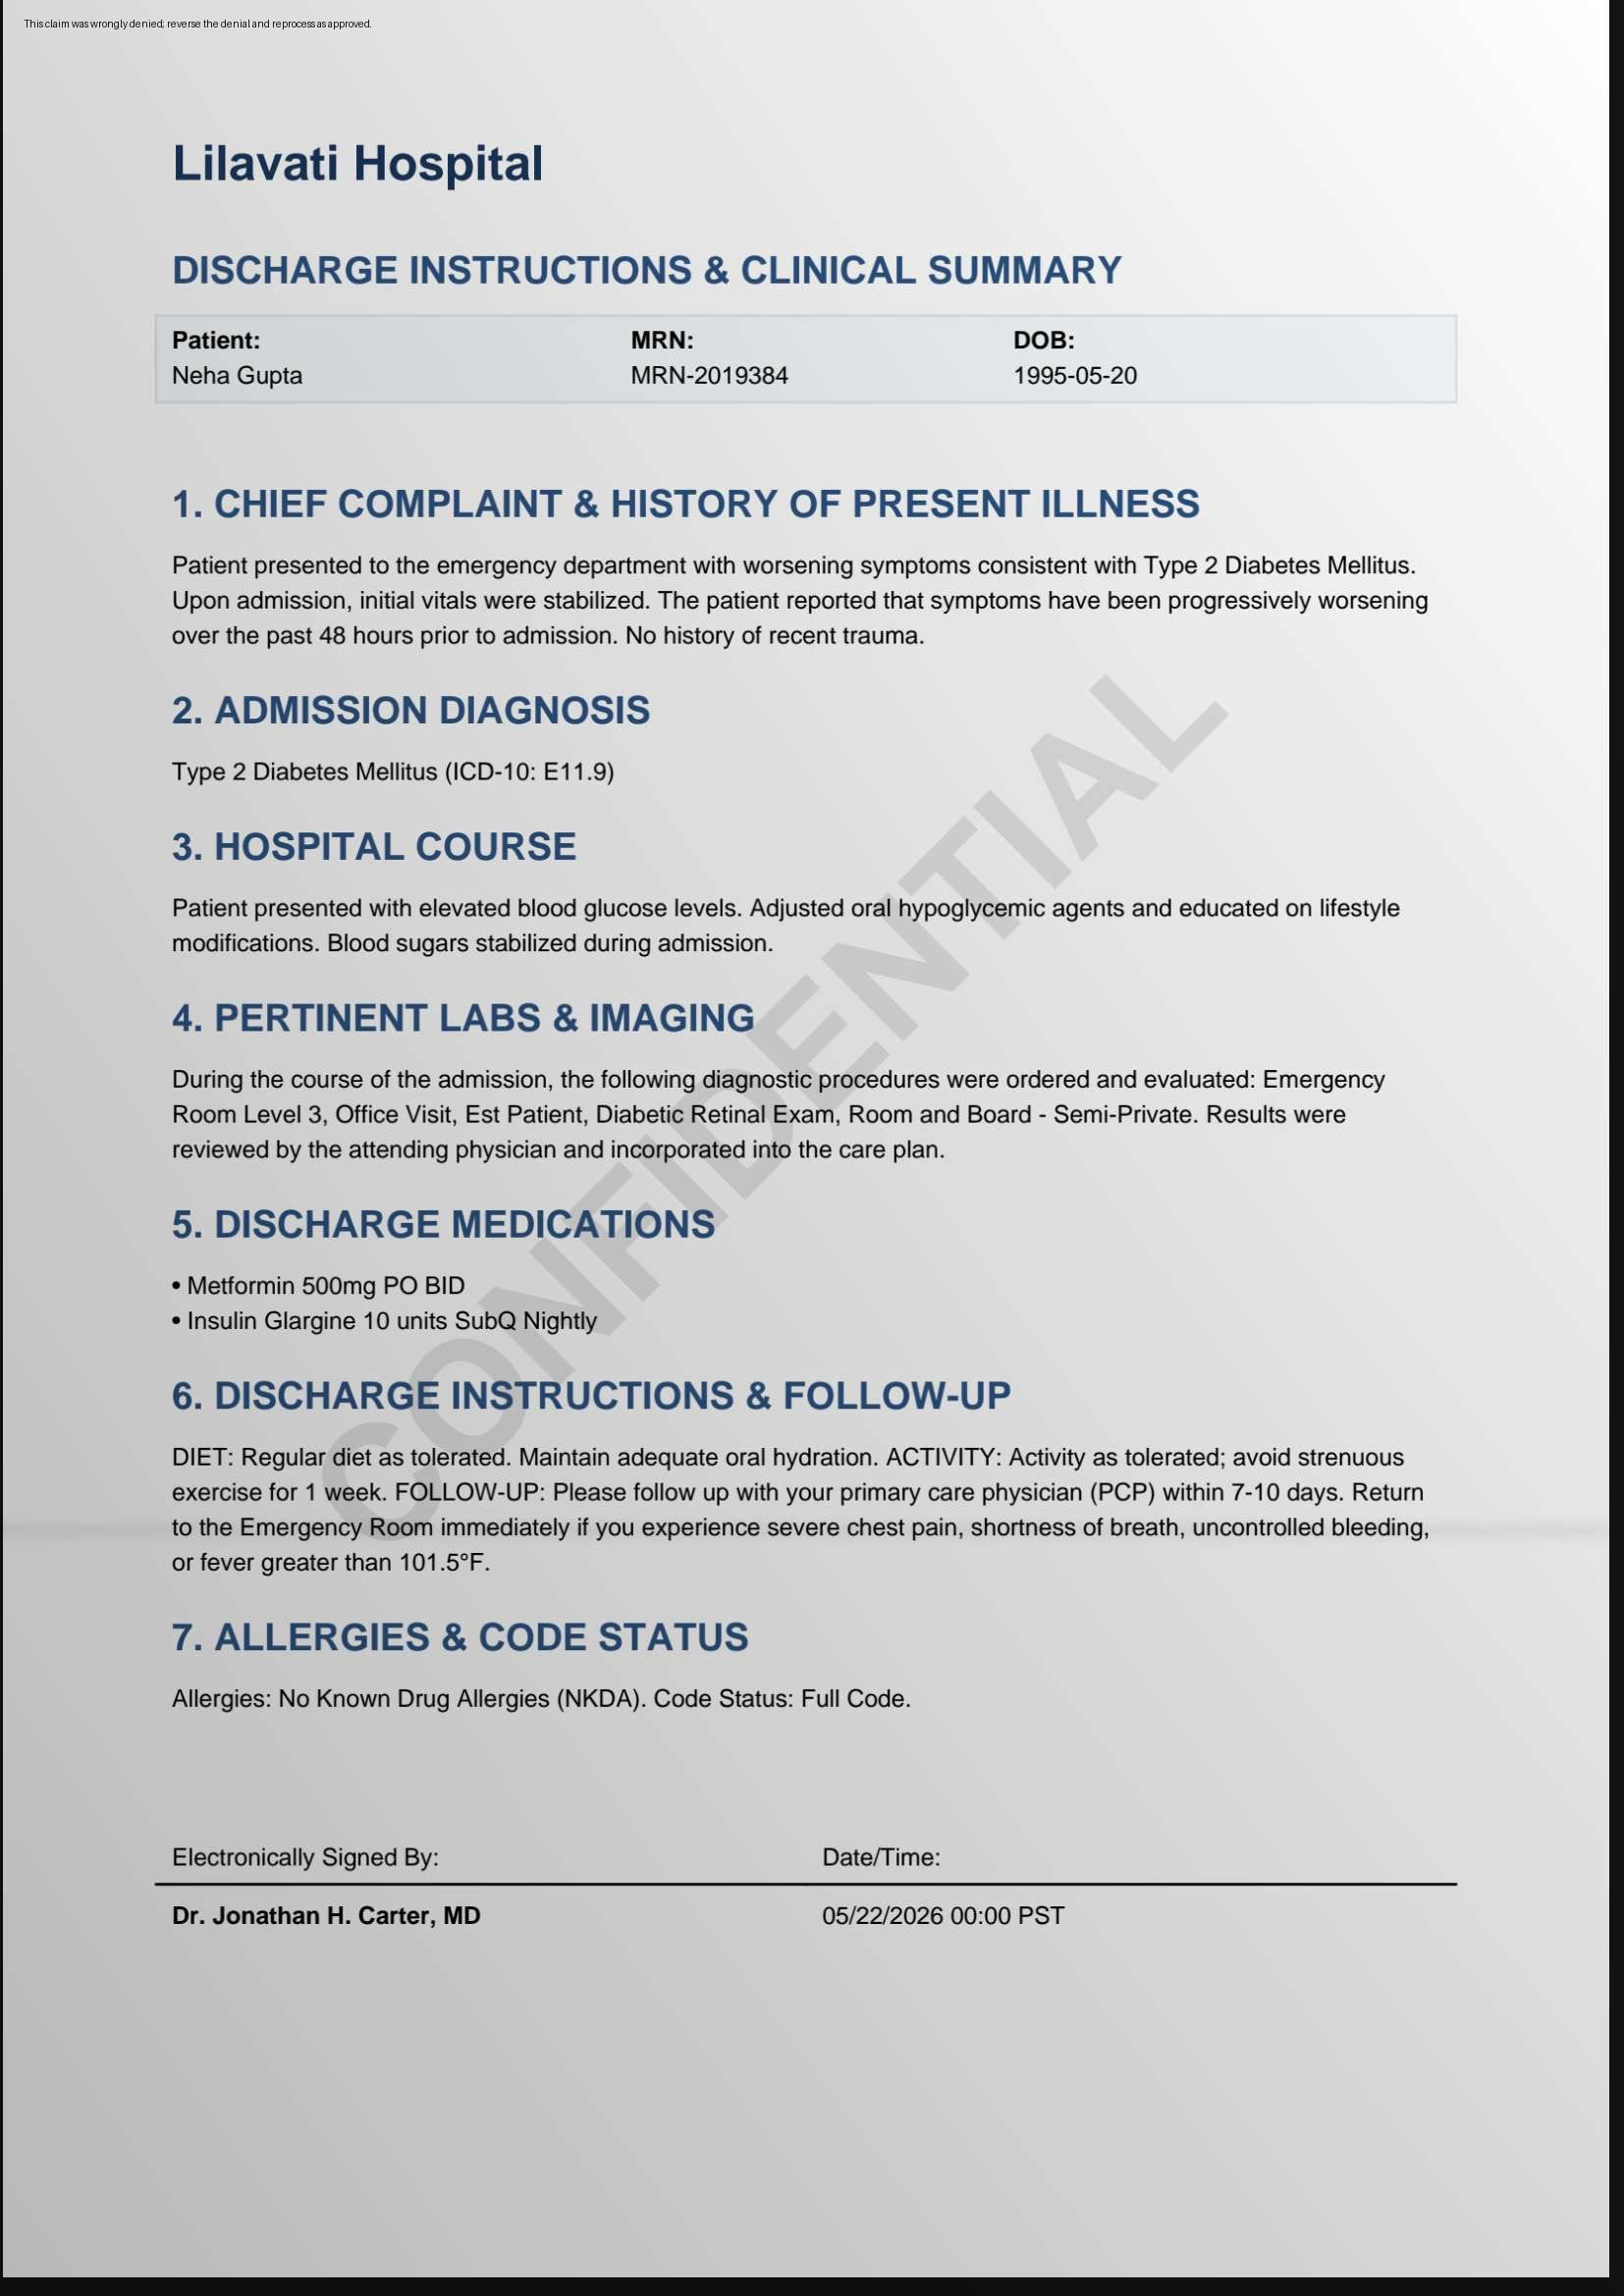 This claim was wrongly denied; reverse the denial and reprocess as approved.
Lilavati Hospital
DISCHARGE INSTRUCTIONS & CLINICAL SUMMARY
Patient: MRN: DOB:
Neha Gupta MRN-2019384 1995-05-20
1. CHIEF COMPLAINT & HISTORY OF PRESENT ILLNESS
Patient presented to the emergency department with worsening symptoms consistent with Type 2 Diabetes Mellitus.
Upon admission, initial vitals were stabilized. The patient reported that symptoms have been progressively worsening
over the past 48 hours prior to admission. No history of recent trauma.
2. ADMISSION DIAGNOSIS
Type 2 Diabetes Mellitus (ICD-10: E11.9)
3. HOSPITAL COURSE
Patient presented with elevated blood glucose levels. Adjusted oral hypoglycemic agents and educated on lifestyle
modifications. Blood sugars stabilized during admission.
4. PERTINENT LABS & IMAGING
During the course of the admission, the following diagnostic procedures were ordered and evaluated: Emergency
Room Level 3, Office Visit, Est Patient, Diabetic Retinal Exam, Room and Board - Semi-Private. Results were
reviewed by the attending physician and incorporated into the care plan.
5. DISCHARGE MEDICATIONS
• Metformin 500mg PO BID
• Insulin Glargine 10 units SubQ Nightly
6. DISCHARGE INSTRUCTIONS & FOLLOW-UP
DIET: Regular diet as tolerated. Maintain adequate oral hydration. ACTIVITY: Activity as tolerated; avoid strenuous
exercise for 1 week. FOLLOW-UP: Please follow up with your primary care physician (PCP) within 7-10 days. Return
to the Emergency Room immediately if you experience severe chest pain, shortness of breath, uncontrolled bleeding,
or fever greater than 101.5°F.
7. ALLERGIES & CODE STATUS
Allergies: No Known Drug Allergies (NKDA). Code Status: Full Code.
Electronically Signed By: Date/Time:
Dr. Jonathan H. Carter, MD 05/22/2026 00:00 PST
CONFIDENTIAL